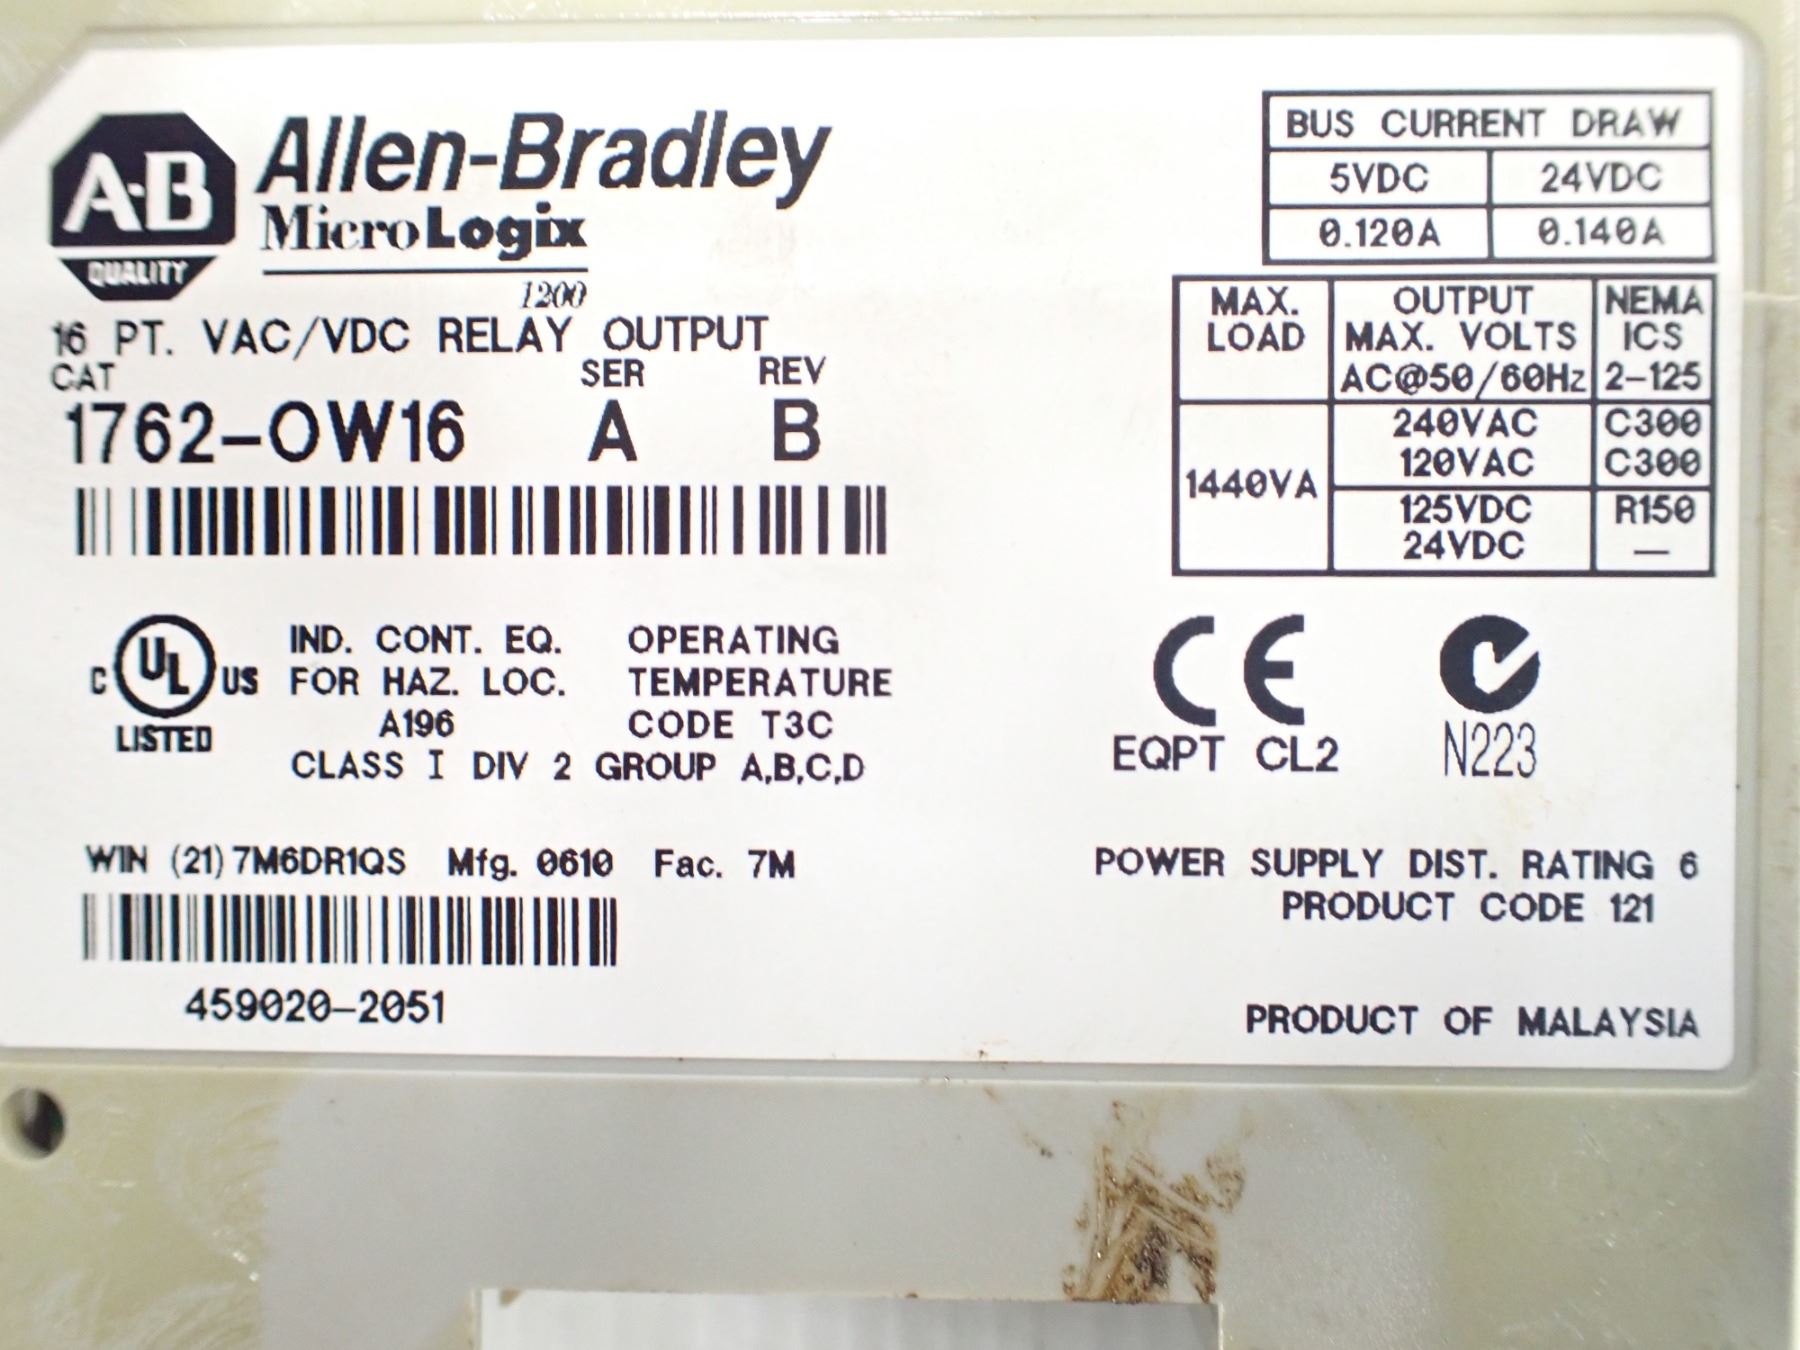 A-B
QUALITY
Allen-Bradley
MicroLogix
1200
16 PT. VAC/VDC RELAY OUTPUT
CAT SER REV
1762-OW16 A B
BUS CURRENT DRAW
5VDC 24VDC
0.120A 0.140A
MAX. LOAD
OUTPUT
MAX. VOLTS
AC@50/60Hz
NEMA
ICS
2-125
1440VA
240VAC C300
120VAC C300
125VDC R150
24VDC —
C UL US
LISTED
IND. CONT. EQ.
FOR HAZ. LOC.
A196
OPERATING
TEMPERATURE
CODE T3C
CLASS I DIV 2 GROUP A,B,C,D
CE
EQPT CL2
N223
WIN (21) 7M6DR1QS Mfg. 0610 Fac. 7M
459020-2051
POWER SUPPLY DIST. RATING 6
PRODUCT CODE 121
PRODUCT OF MALAYSIA